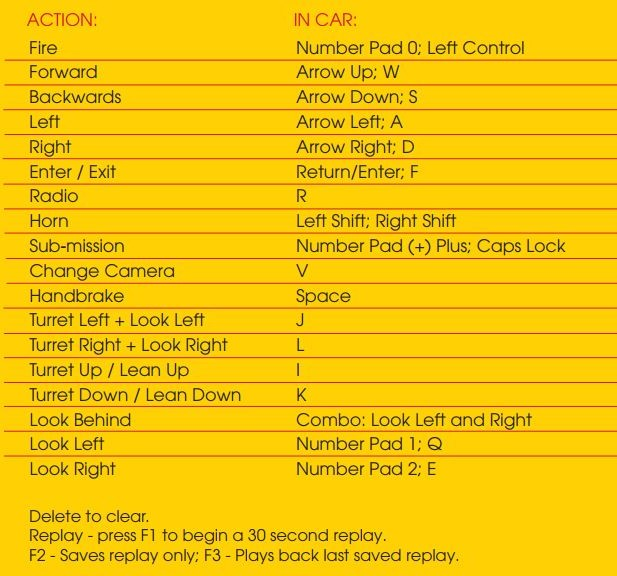 ACTION: IN CAR:
Fire Number Pad 0; Left Control
Forward Arrow Up; W
Backwards Arrow Down; S
Left Arrow Left; A
Right Arrow Right; D
Enter / Exit Return/Enter; F
Radio R
Horn Left Shift; Right Shift
Sub-mission Number Pad (+) Plus; Caps Lock
Change Camera V
Handbrake Space
Turret Left + Look Left J
Turret Right + Look Right L
Turret Up / Lean Up I
Turret Down / Lean Down K
Look Behind Combo: Look Left and Right
Look Left Number Pad 1; Q
Look Right Number Pad 2; E
Delete to clear.
Replay - press F1 to begin a 30 second replay.
F2 - Saves replay only; F3 - Plays back last saved replay.